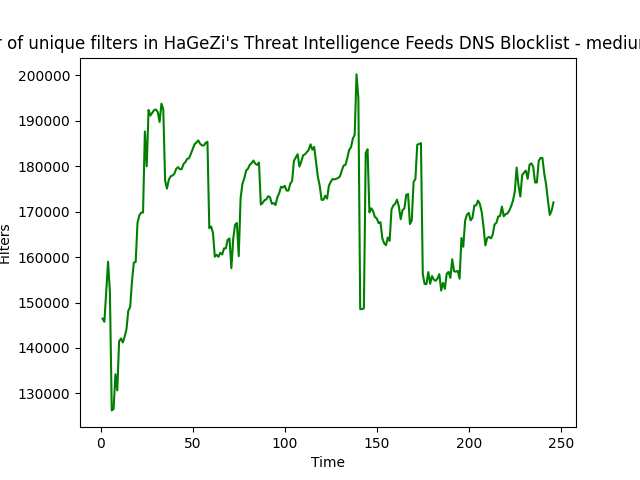 r of unique filters in HaGeZi's Threat Intelligence Feeds DNS Blocklist - medium
200000
190000
180000
170000
160000
150000
140000
130000
Filters
0 50 100 150 200 250
Time